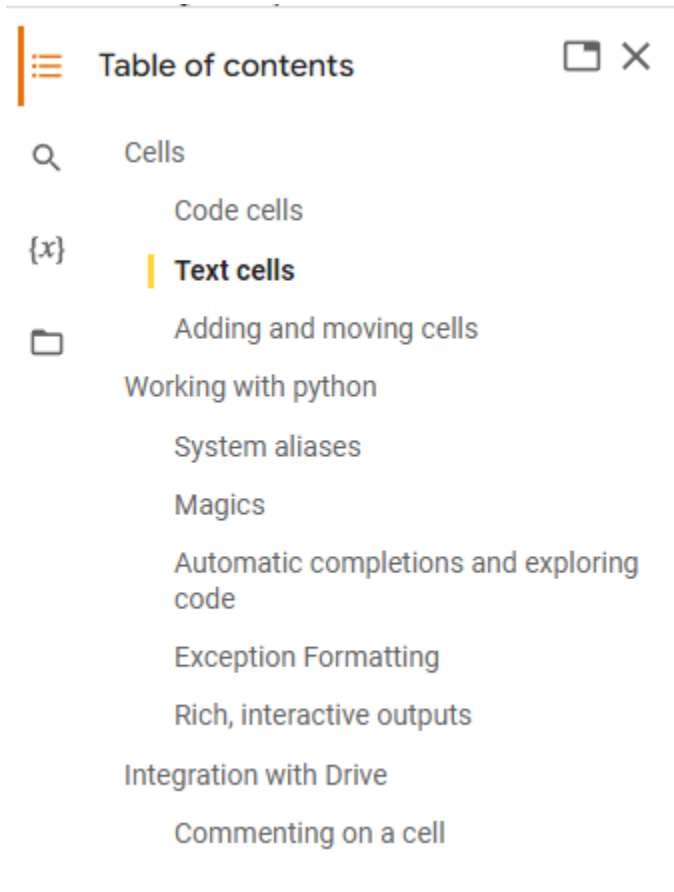 Table of contents
Cells
{x}
Code cells
Text cells
Adding and moving cells
Working with python
System aliases
Magics
Automatic completions and exploring
code
Exception Formatting
Rich, interactive outputs
Integration with Drive
Commenting on a cell